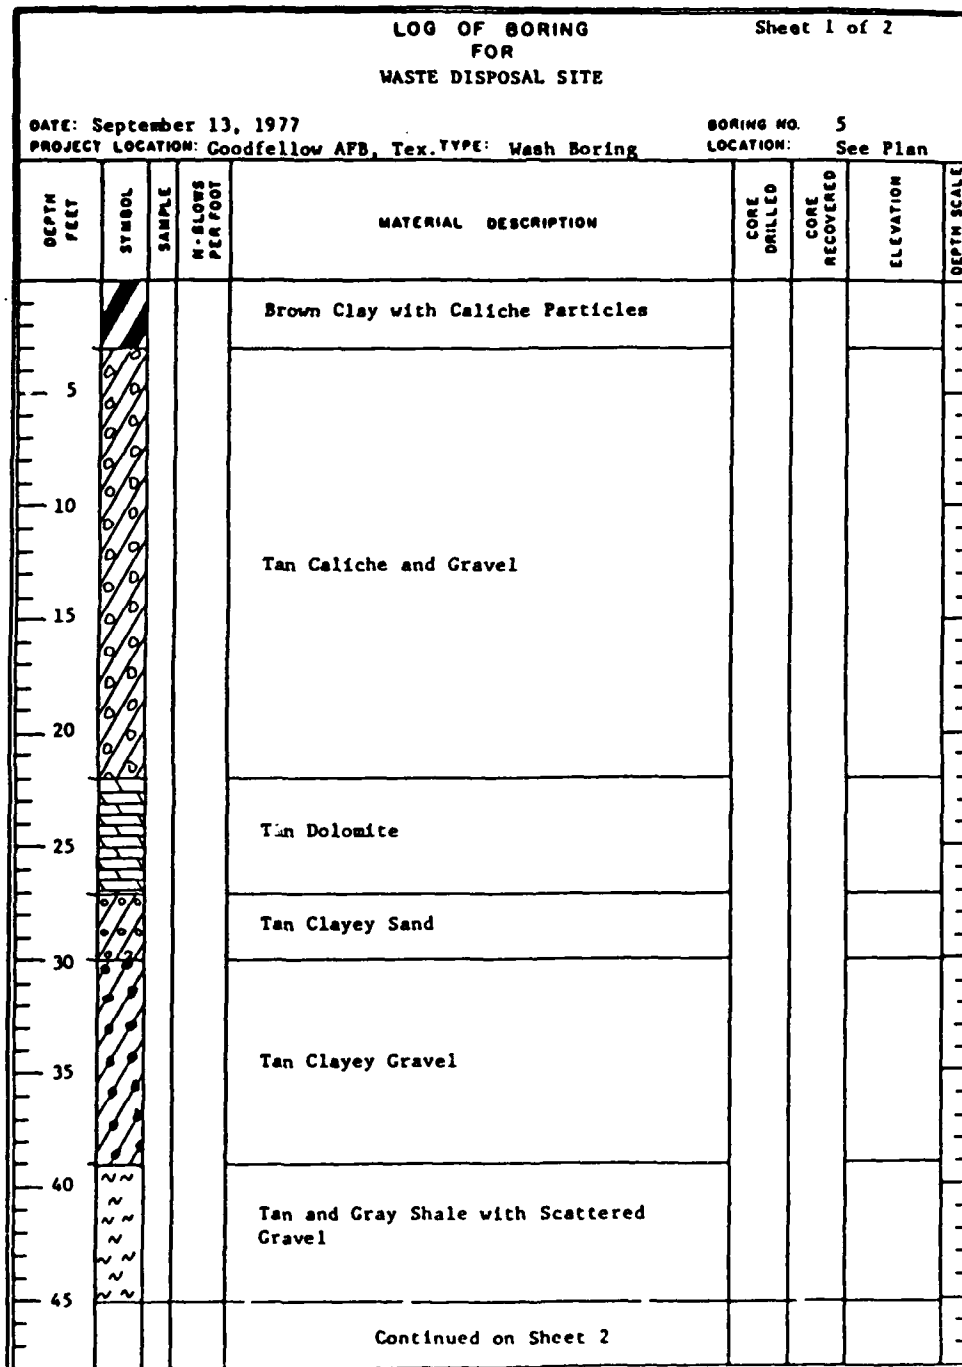 LOG OF BORING
Sheet 1 of 2
FOR
WASTE DISPOSAL SITE
DATE: September 13, 1977
BORING NO. 5
PROJECT LOCATION: Goodfellow AFB, Tex. TYPE: Wash Boring
LOCATION: See Plan
DEPTH FEET
SYMBOL
SAMPLE
N-BLOWS PER FOOT
MATERIAL DESCRIPTION
CORE DRILLED
CORE RECOVERED
ELEVATION
DEPTH SCALE
Brown Clay with Caliche Particles
5
10
Tan Caliche and Gravel
15
20
Tan Dolomite
25
Tan Clayey Sand
30
Tan Clayey Gravel
35
40
Tan and Gray Shale with Scattered
Gravel
45
Continued on Sheet 2